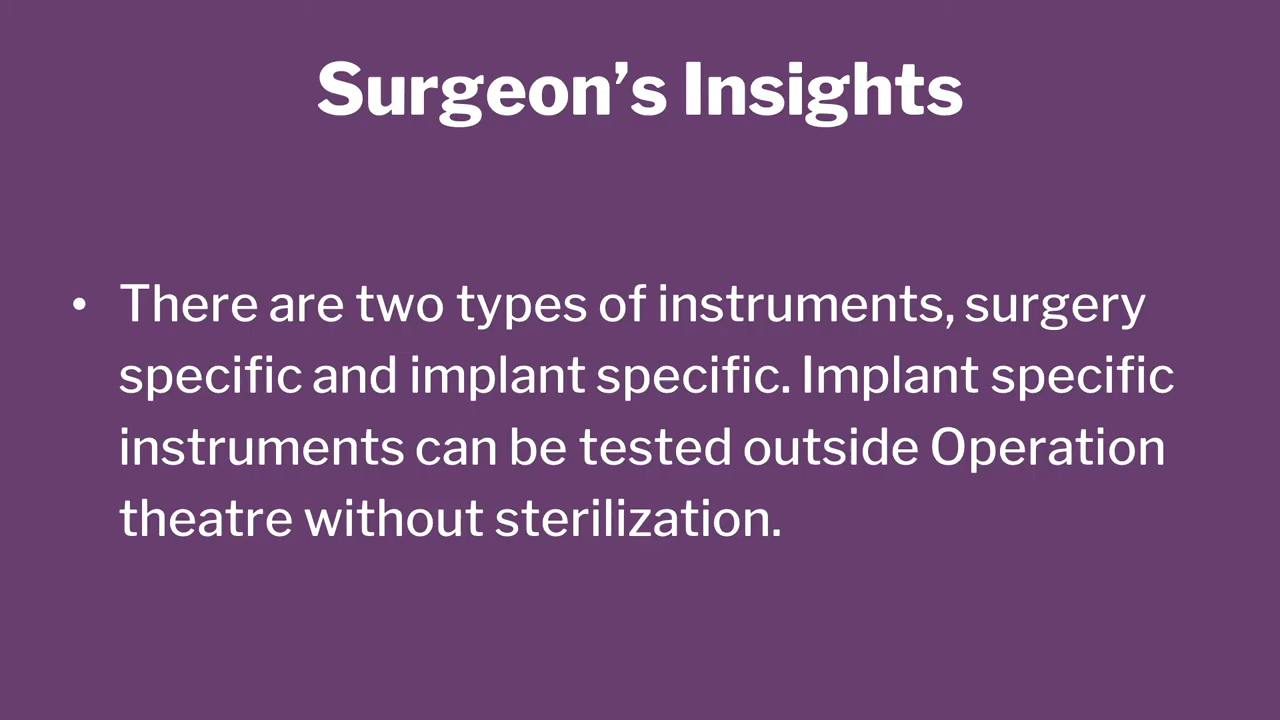 Surgeon’s Insights
• There are two types of instruments, surgery
specific and implant specific. Implant specific
instruments can be tested outside Operation
theatre without sterilization.